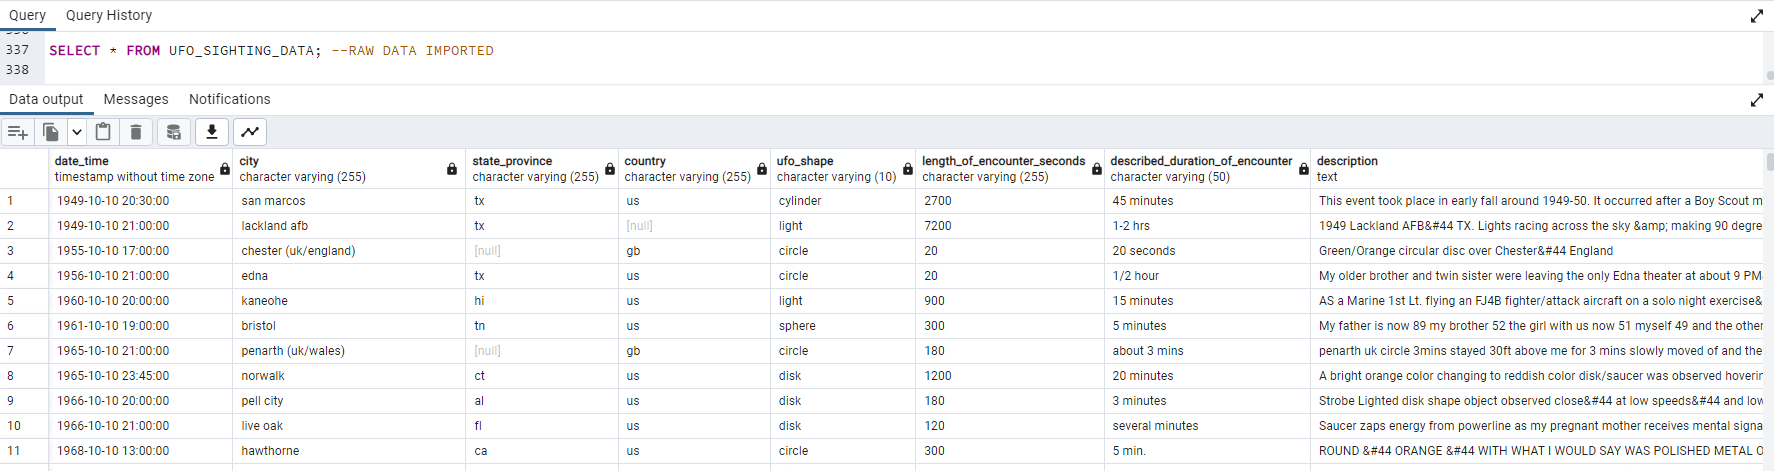 Query Query History
337 SELECT * FROM UFO_SIGHTING_DATA; --RAW DATA IMPORTED
338
Data output Messages Notifications
date_time city state_province country ufo_shape length_of_encounter_seconds described_duration_of_encounter description
timestamp without time zone character varying (255) character varying (255) character varying (255) character varying (10) character varying (255) character varying (50) text
1 1949-10-10 20:30:00 san marcos tx us cylinder 2700 45 minutes This event took place in early fall around 1949-50. It occurred after a Boy Scout m
2 1949-10-10 21:00:00 lackland afb tx [null] light 7200 1-2 hrs 1949 Lackland AFB&#44 TX. Lights racing across the sky &amp; making 90 degre
3 1955-10-10 17:00:00 chester (uk/england) [null] gb circle 20 20 seconds Green/Orange circular disc over Chester&#44 England
4 1956-10-10 21:00:00 edna tx us circle 20 1/2 hour My older brother and twin sister were leaving the only Edna theater at about 9 PM
5 1960-10-10 20:00:00 kaneohe hi us light 900 15 minutes AS a Marine 1st Lt. flying an FJ4B fighter/attack aircraft on a solo night exercise&
6 1961-10-10 19:00:00 bristol tn us sphere 300 5 minutes My father is now 89 my brother 52 the girl with us now 51 myself 49 and the other
7 1965-10-10 21:00:00 penarth (uk/wales) [null] gb circle 180 about 3 mins penarth uk circle 3mins stayed 30ft above me for 3 mins slowly moved of and the
8 1965-10-10 23:45:00 norwalk ct us disk 1200 20 minutes A bright orange color changing to reddish color disk/saucer was observed hoverin
9 1966-10-10 20:00:00 pell city al us disk 180 3 minutes Strobe Lighted disk shape object observed close&#44 at low speeds&#44 and low
10 1966-10-10 21:00:00 live oak fl us disk 120 several minutes Saucer zaps energy from powerline as my pregnant mother receives mental signa
11 1968-10-10 13:00:00 hawthorne ca us circle 300 5 min. ROUND &#44 ORANGE &#44 WITH WHAT I WOULD SAY WAS POLISHED METAL O